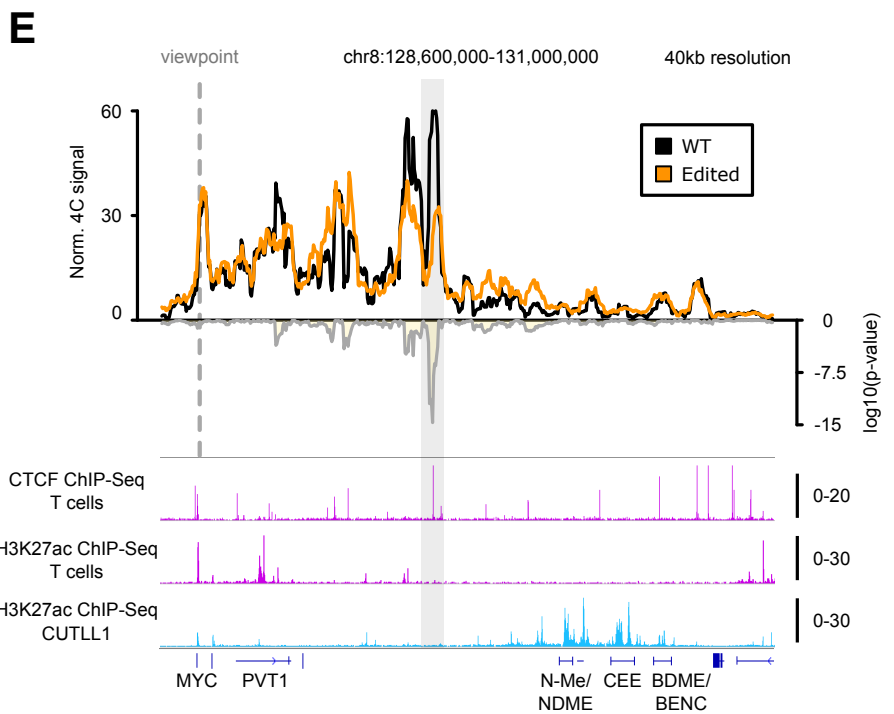 E
viewpoint
chr8:128,600,000-131,000,000
40kb resolution
60
30
0
Norm. 4C signal
WT
Edited
0
-7.5
-15
log10(p-value)
CTCF ChIP-Seq
T cells
0-20
H3K27ac ChIP-Seq
T cells
0-30
H3K27ac ChIP-Seq
CUTLL1
0-30
MYC
PVT1
N-Me/
NDME
CEE
BDME/
BENC